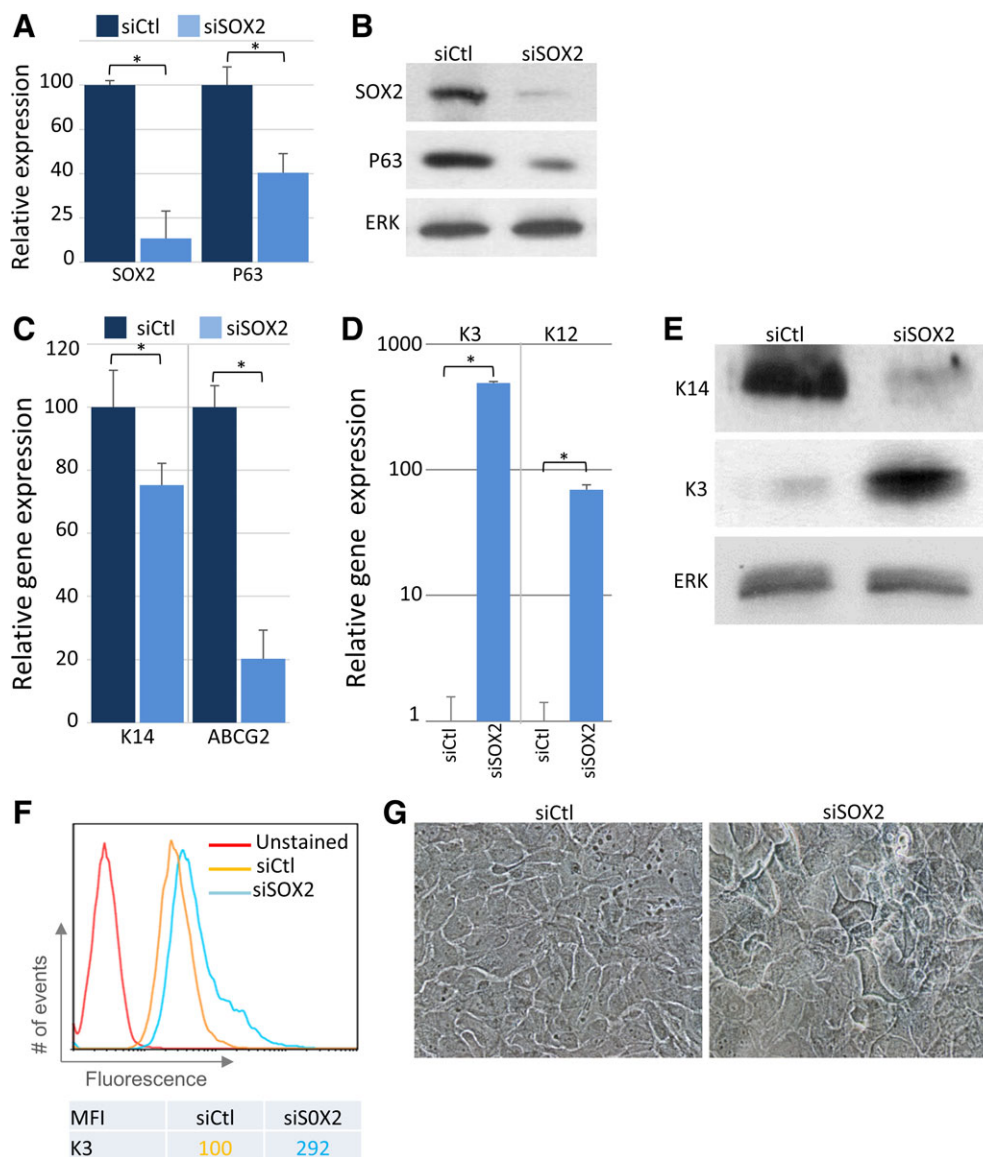 A
siCtl siSOX2
Relative expression
* *
100
60
40
25
0
SOX2 P63
B
siCtl siSOX2
SOX2
P63
ERK
C
siCtl siSOX2
Relative gene expression
120
* *
100
80
60
40
20
0
K14 ABCG2
D
K3 K12
Relative gene expression
1000
*
100
*
10
1
siCtl siSOX2 siCtl siSOX2
E
siCtl siSOX2
K14
K3
ERK
F
Unstained
siCtl
siSOX2
# of events
Fluorescence
MFI siCtl siS0X2
K3 100 292
G
siCtl siSOX2